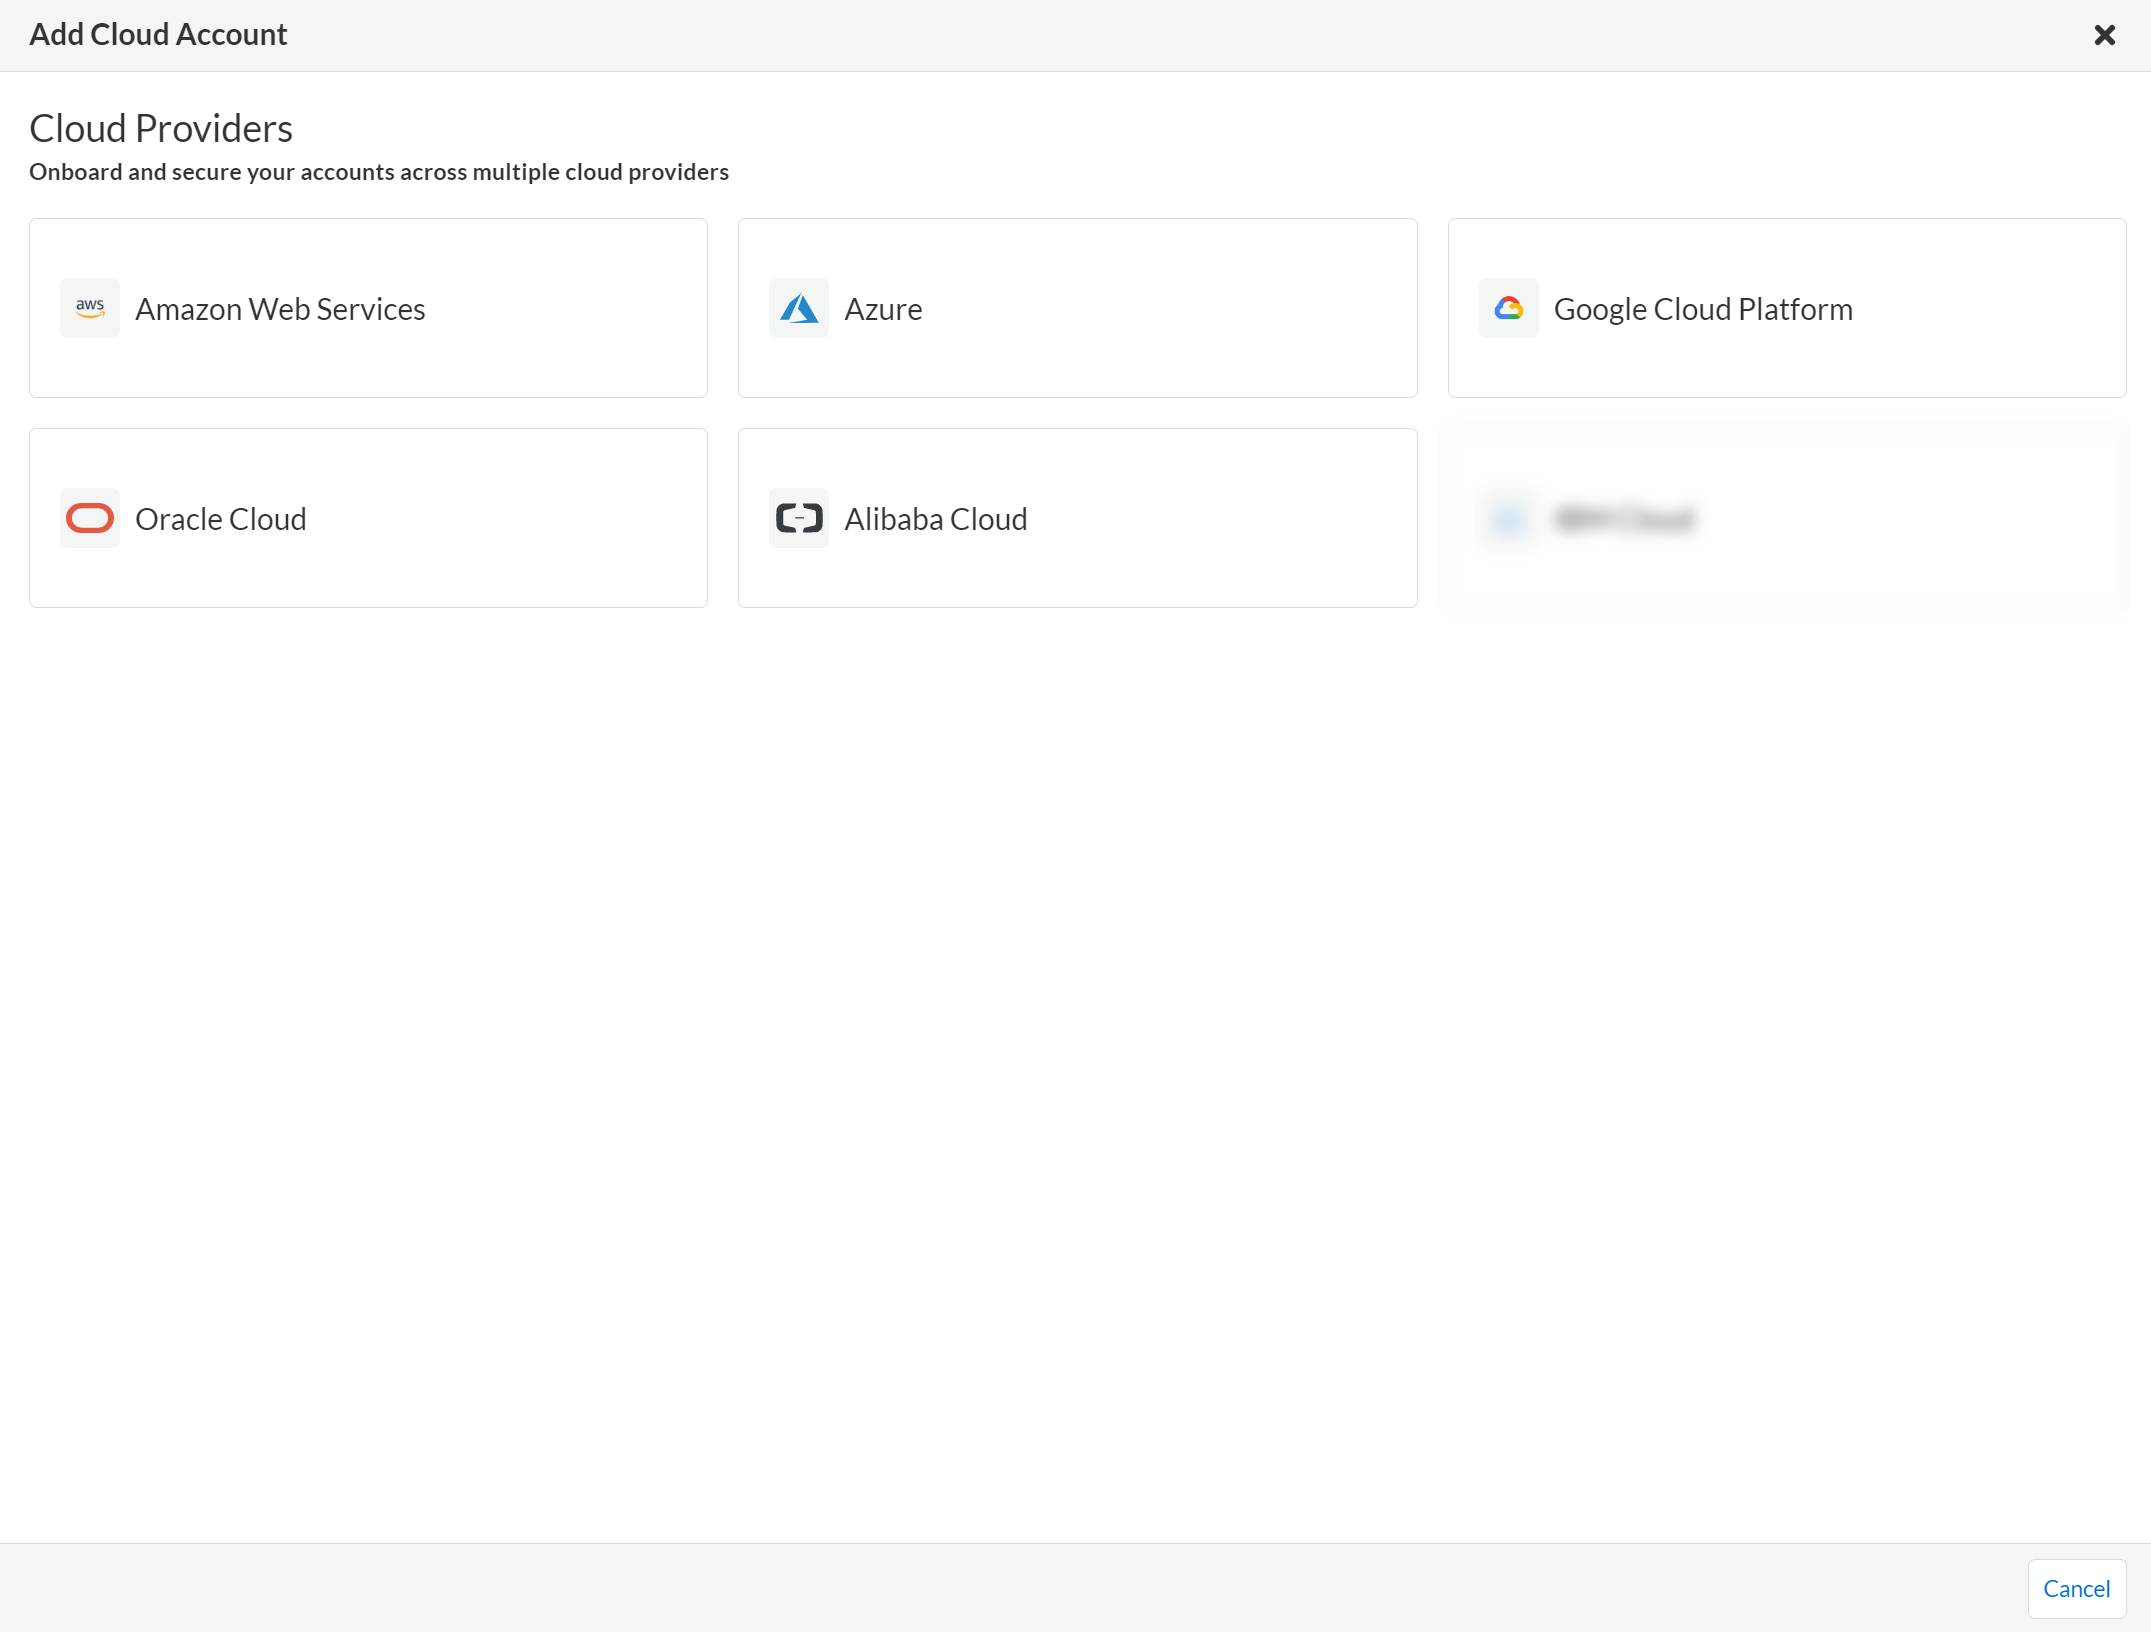 Add Cloud Account
Cloud Providers
Onboard and secure your accounts across multiple cloud providers
aws Amazon Web Services
Azure
Google Cloud Platform
Oracle Cloud
Alibaba Cloud
Cancel